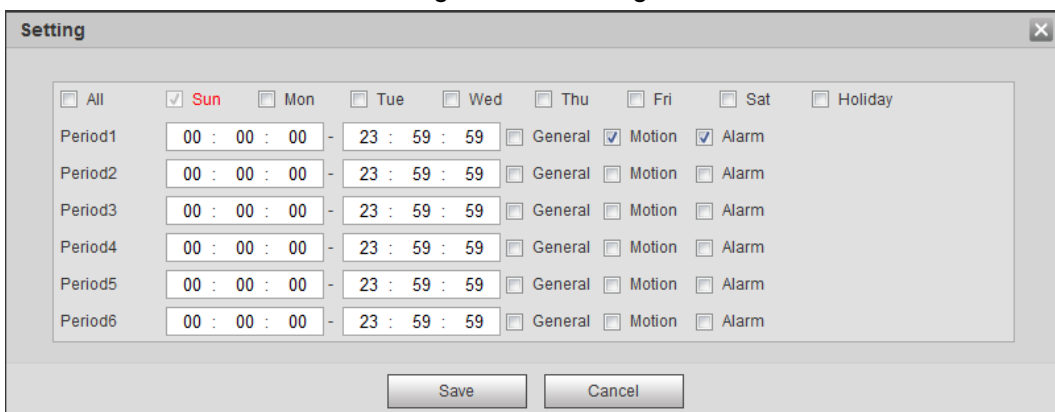 Setting
All Sun Mon Tue Wed Thu Fri Sat Holiday
Period1 00 : 00 : 00 - 23 : 59 : 59 General Motion Alarm
Period2 00 : 00 : 00 - 23 : 59 : 59 General Motion Alarm
Period3 00 : 00 : 00 - 23 : 59 : 59 General Motion Alarm
Period4 00 : 00 : 00 - 23 : 59 : 59 General Motion Alarm
Period5 00 : 00 : 00 - 23 : 59 : 59 General Motion Alarm
Period6 00 : 00 : 00 - 23 : 59 : 59 General Motion Alarm
Save Cancel